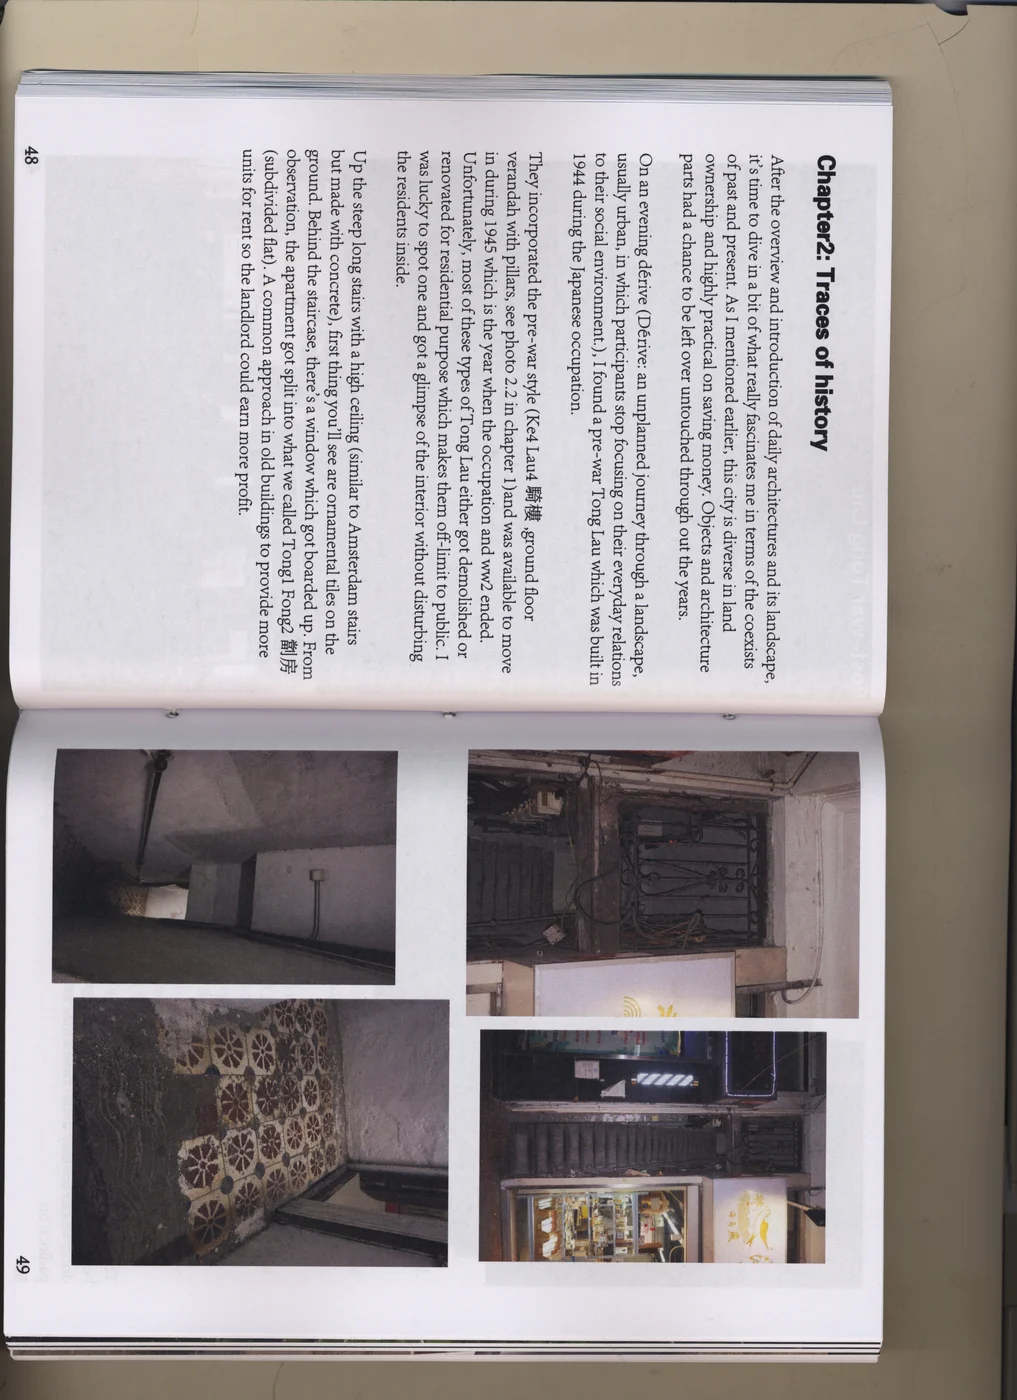 Chapter2: Traces of history
After the overview and introduction of daily architectures and its landscape,
it's time to dive in a bit of what really fascinates me in terms of the coexists
of past and present. As I mentioned earlier, this city is diverse in land
ownership and highly practical on saving money. Objects and architecture
parts had a chance to be left over untouched through out the years.
On an evening dérive (Dérive: an unplanned journey through a landscape,
usually urban, in which participants stop focusing on their everyday relations
to their social environment.), I found a pre-war Tong Lau which was built in
1944 during the Japanese occupation.
They incorporated the pre-war style (Ke4 Lau4 騎樓 ,ground floor
verandah with pillars, see photo 2.2 in chapter 1)and was available to move
in during 1945 which is the year when the occupation and ww2 ended.
Unfortunately, most of these types of Tong Lau either got demolished or
renovated for residential purpose which makes them off-limit to public. I
was lucky to spot one and got a glimpse of the interior without disturbing
the residents inside.
Up the steep long stairs with a high ceiling (similar to Amsterdam stairs
but made with concrete), first thing you'll see are ornamental tiles on the
ground. Behind the staircase, there's a window which got boarded up. From
observation, the apartment got split into what we called Tong1 Fong2 劏房
(subdivided flat). A common approach in old buildings to provide more
units for rent so the landlord could earn more profit.
48
49